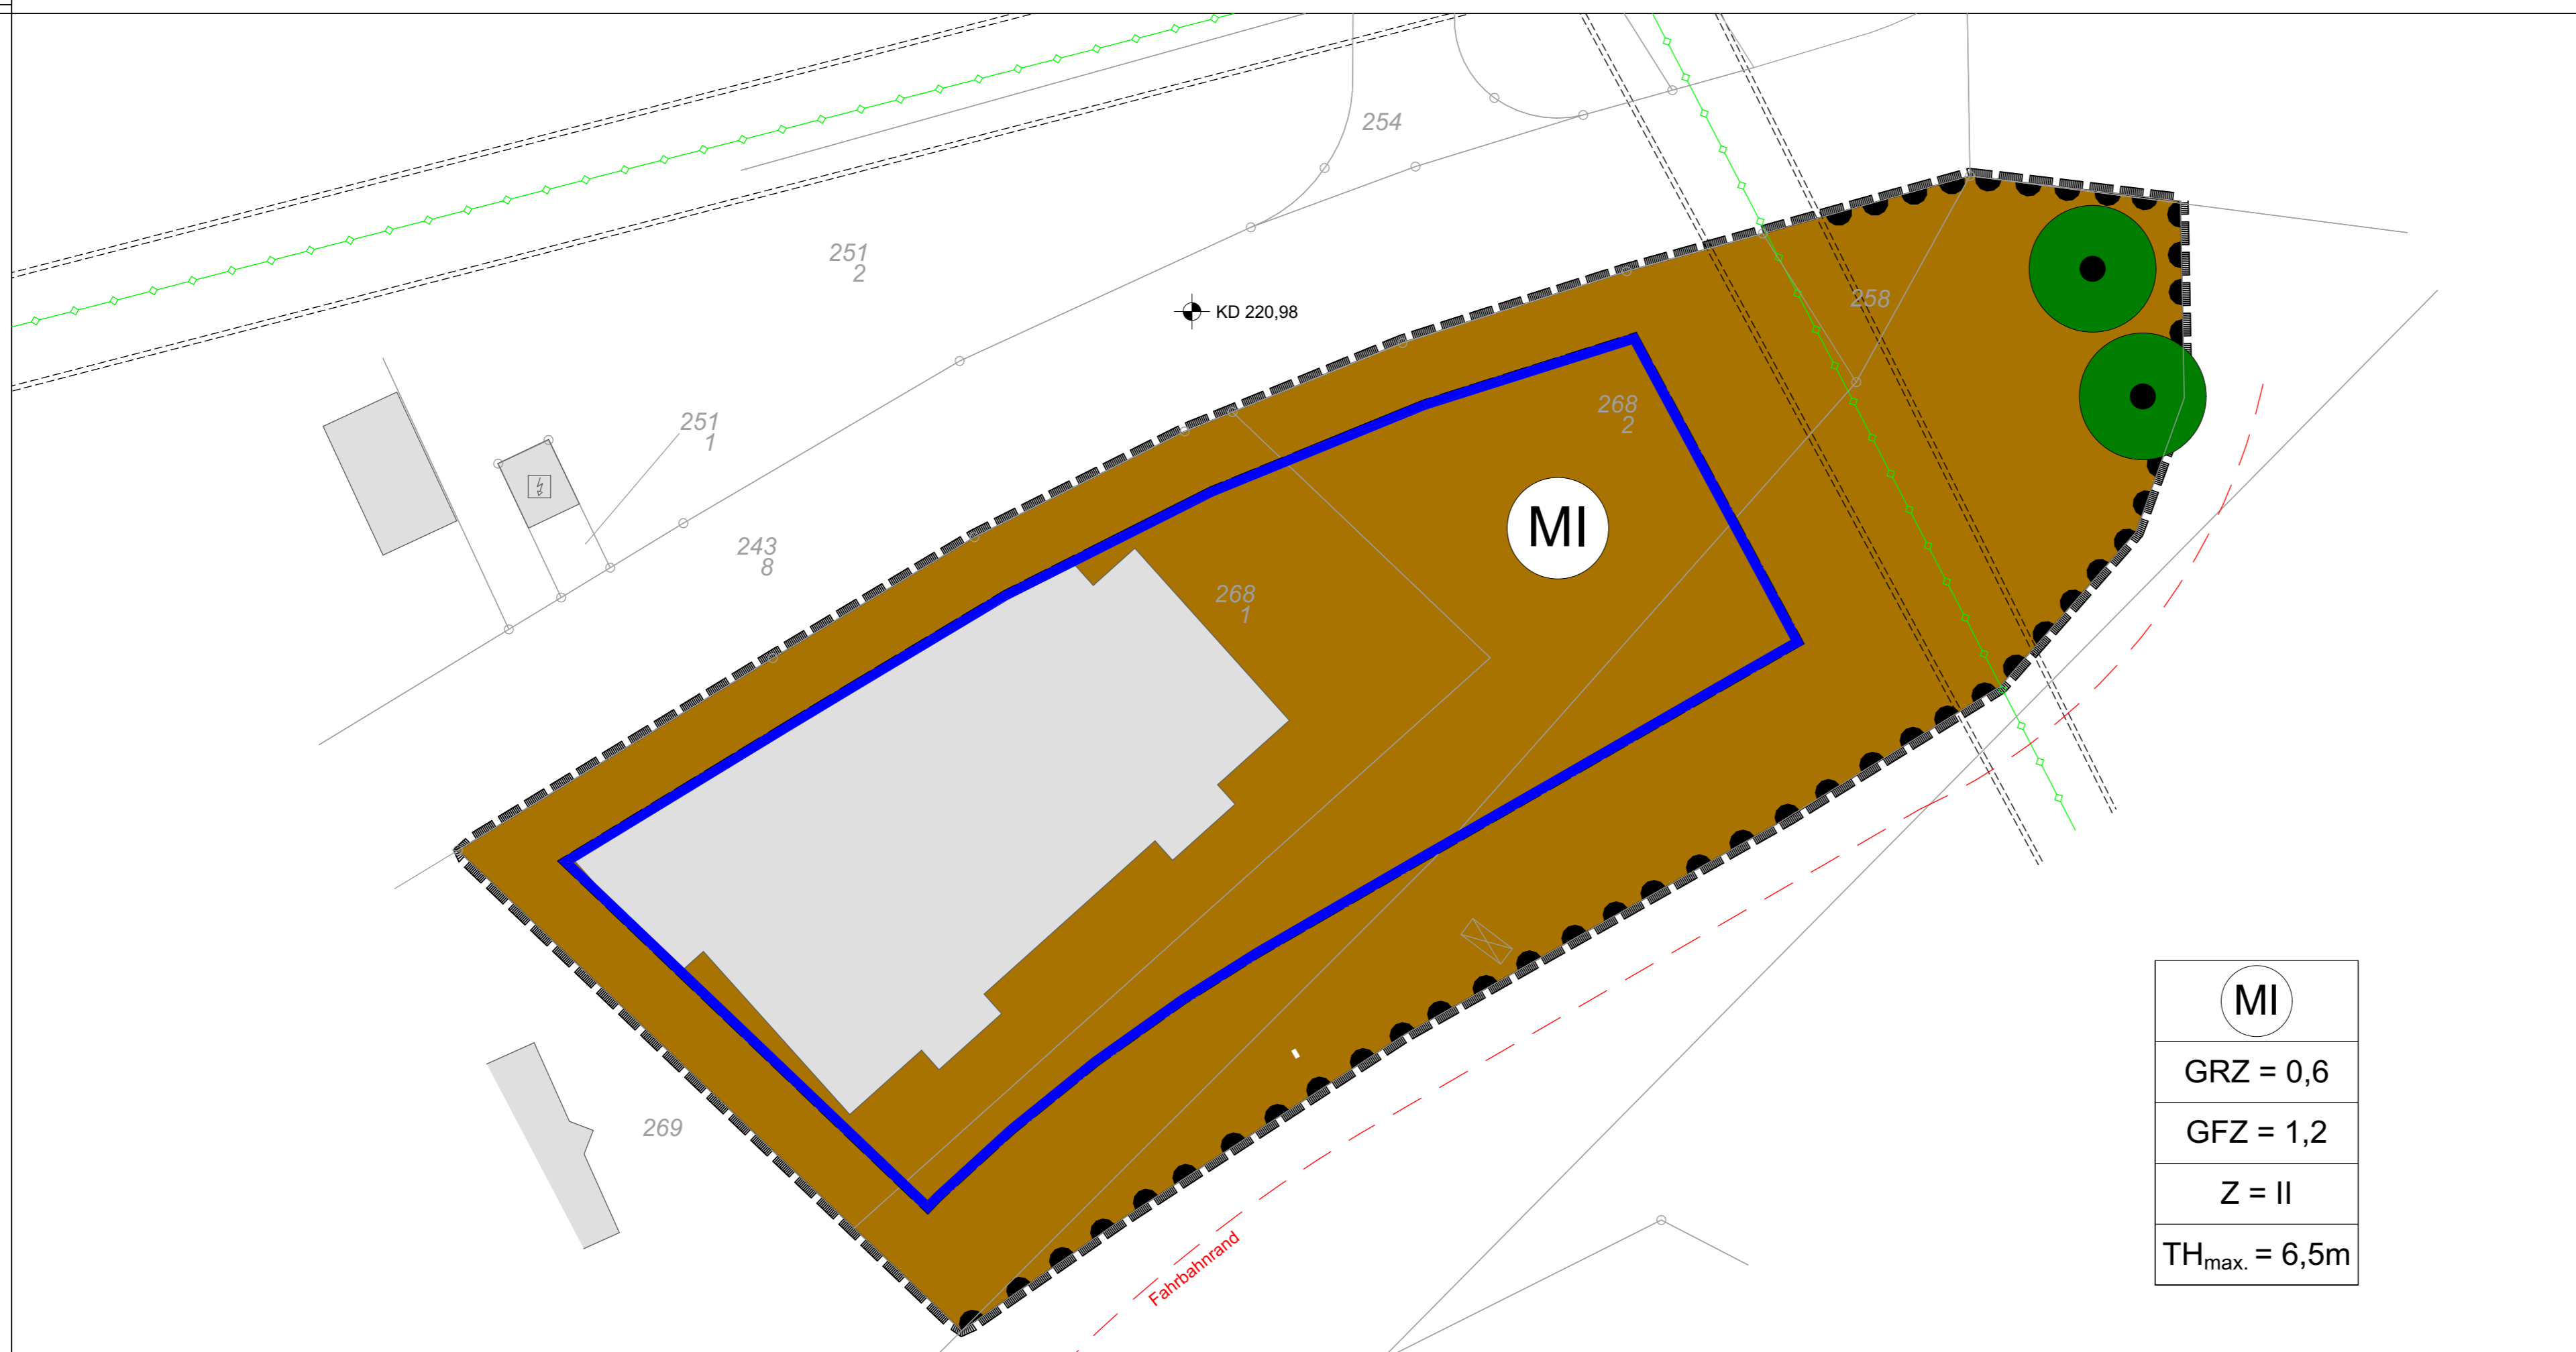 254
251
2
KD 220,98
258
251
1
268
2
243
8
MI
268
1
269
Fahrbahnrand
MI
GRZ = 0,6
GFZ = 1,2
Z = II
THmax. = 6,5m